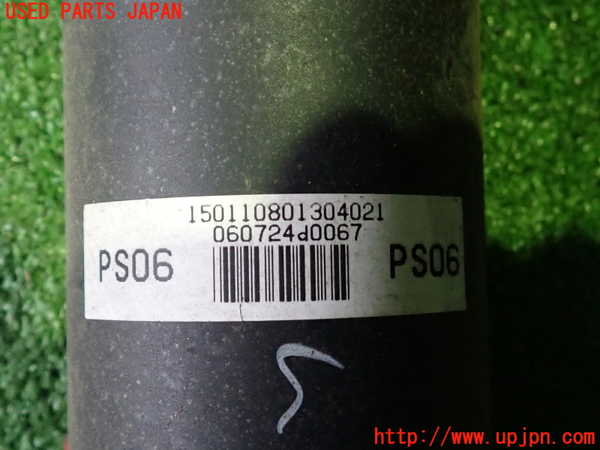 USED PARTS JAPAN
150110801304021
060724d0067
PS06 PS06
http://www.upjpn.com/